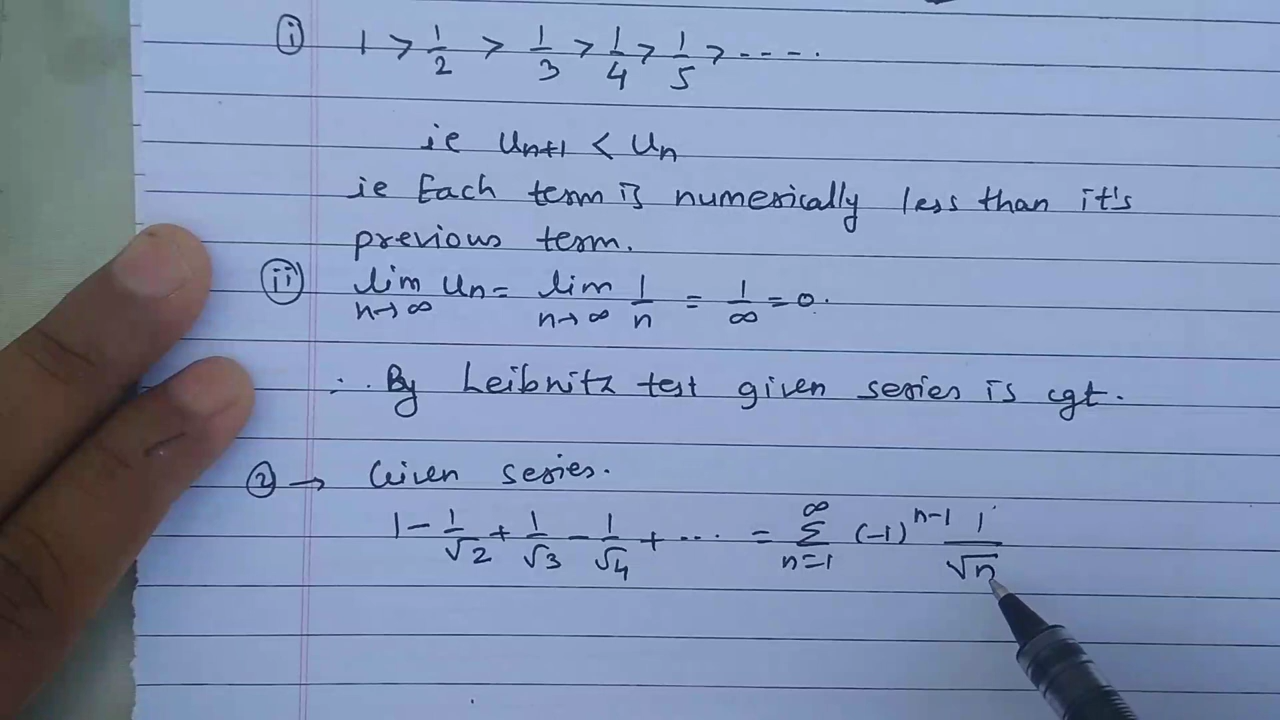 (i) 1 > 1/2 > 1/3 > 1/4 > 1/5 > ----.
ie Un+1 < Un
ie Each term is numerically less than it's
previous term.
(ii) lim n→∞ Un = lim n→∞ 1/n = 1/∞ = 0.
∴ By Leibnitz test given series is cgt.
(2) → Given series.
1 - 1/√2 + 1/√3 - 1/√4 + ... = ∞ Σ n=1 (-1)^n-1 1/√n